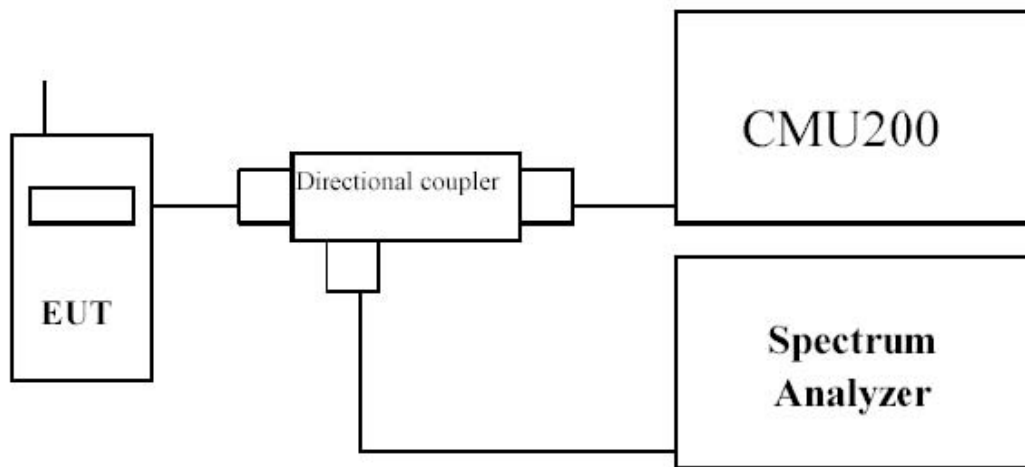 CMU200
Directional coupler
EUT
Spectrum
Analyzer